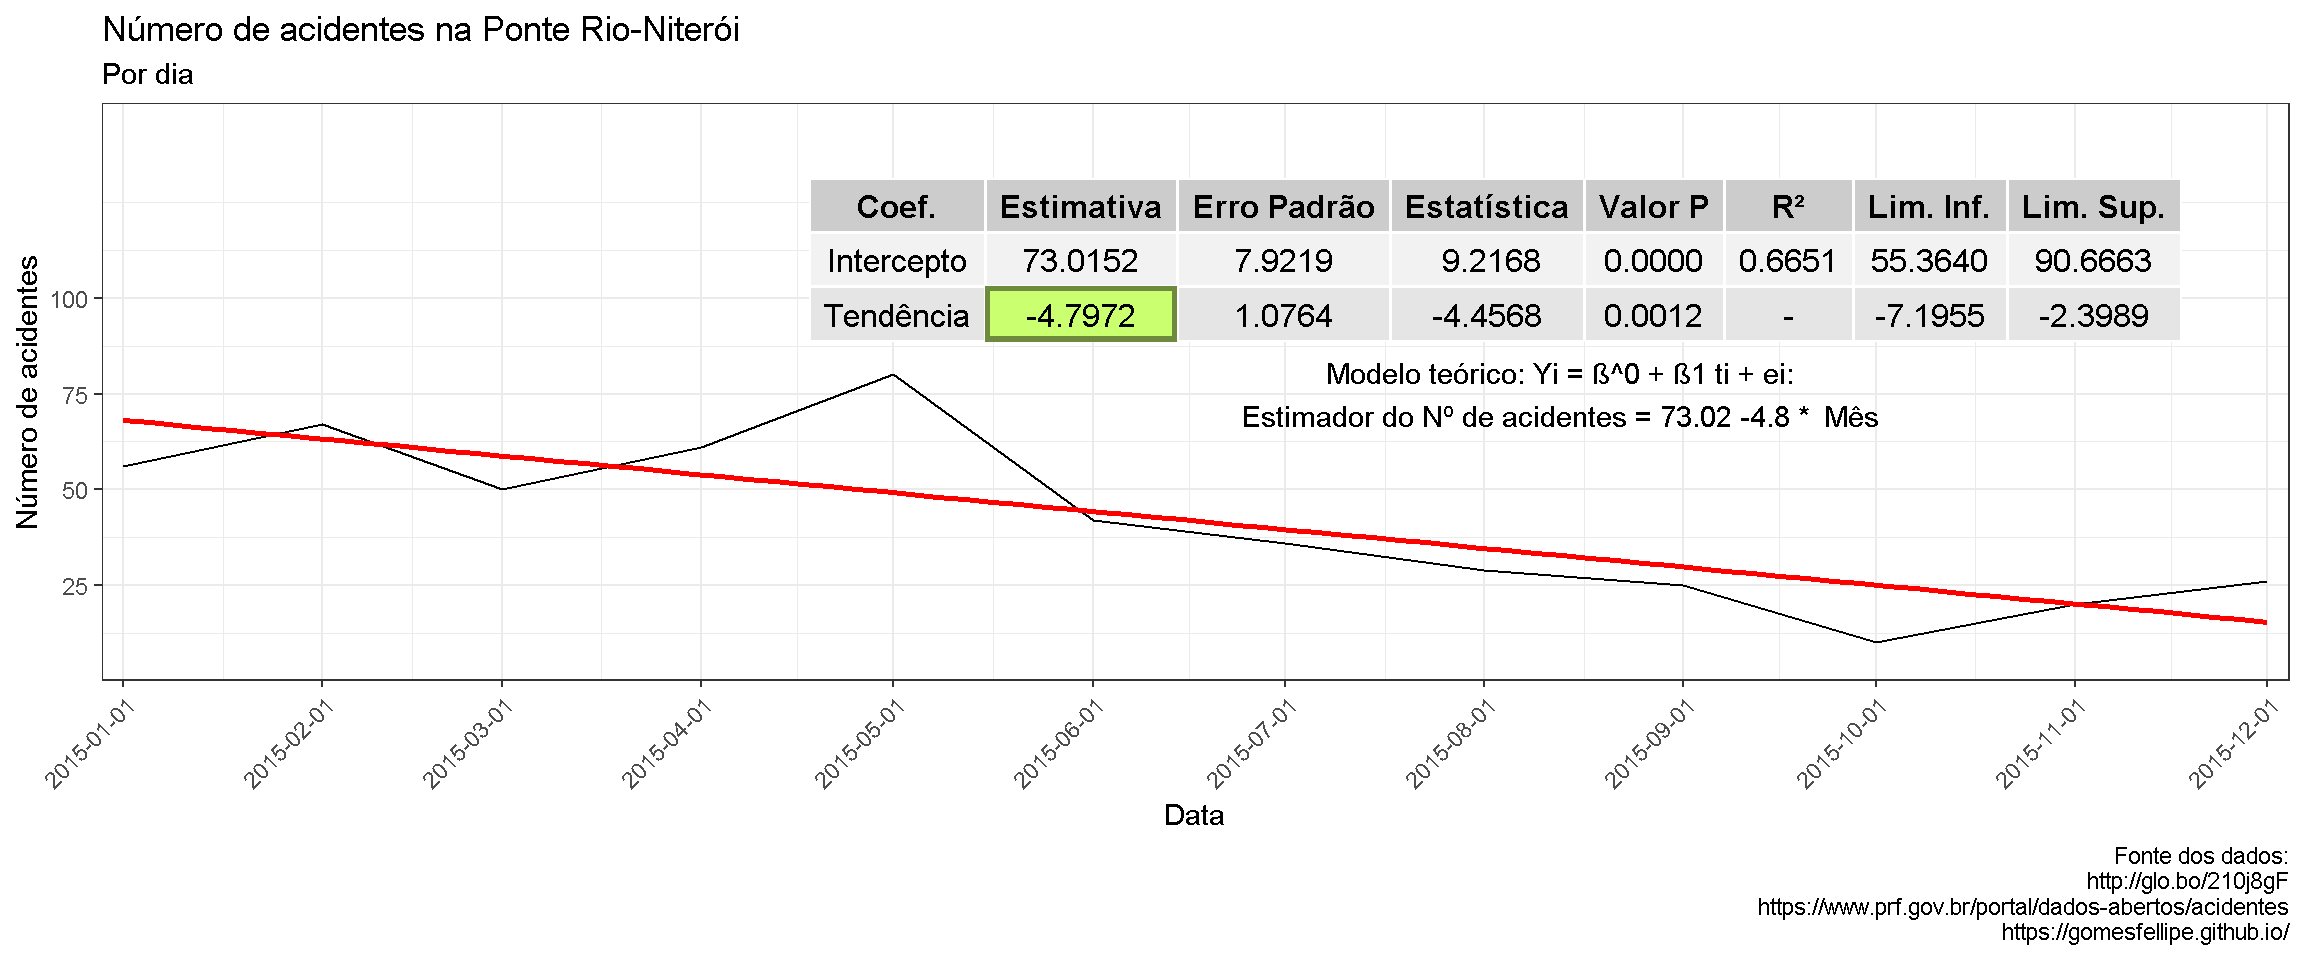 Número de acidentes na Ponte Rio-Niterói
Por dia
Coef. Estimativa Erro Padrão Estatística Valor P R² Lim. Inf. Lim. Sup.
Intercepto 73.0152 7.9219 9.2168 0.0000 0.6651 55.3640 90.6663
Tendência -4.7972 1.0764 -4.4568 0.0012 - -7.1955 -2.3989
Modelo teórico: Yi = ß^0 + ß1 ti + ei:
Estimador do Nº de acidentes = 73.02 -4.8 * Mês
Número de acidentes
100
75
50
25
2015-01-01 2015-02-01 2015-03-01 2015-04-01 2015-05-01 2015-06-01 2015-07-01 2015-08-01 2015-09-01 2015-10-01 2015-11-01 2015-12-01
Data
Fonte dos dados:
http://glo.bo/210j8gF
https://www.prf.gov.br/portal/dados-abertos/acidentes
https://gomesfellipe.github.io/